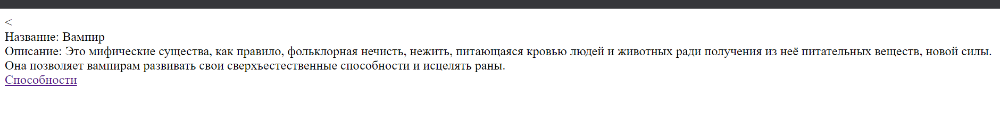 <
Название: Вампир
Описание: Это мифические существа, как правило, фольклорная нечисть, нежить, питающаяся кровью людей и животных ради получения из неё питательных веществ, новой силы.
Она позволяет вампирам развивать свои сверхъестественные способности и исцелять раны.
Способности